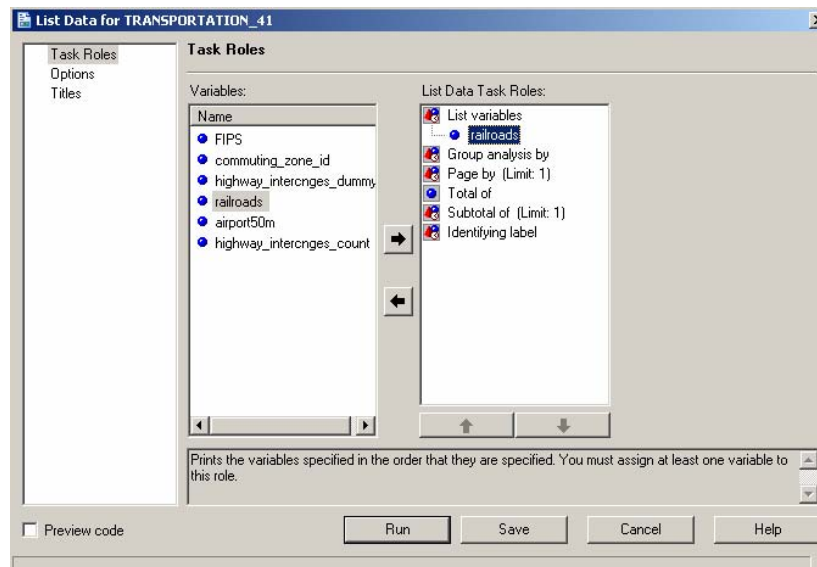 List Data for TRANSPORTATION_41
Task Roles
Options
Titles
Task Roles
Variables:
Name
FIPS
commuting_zone_id
highway_intercnges_dummy
railroads
airport50m
highway_intercnges_count
List Data Task Roles:
List variables
railroads
Group analysis by
Page by (Limit: 1)
Total of
Subtotal of (Limit: 1)
Identifying label
Prints the variables specified in the order that they are specified. You must assign at least one variable to
this role.
Preview code
Run
Save
Cancel
Help